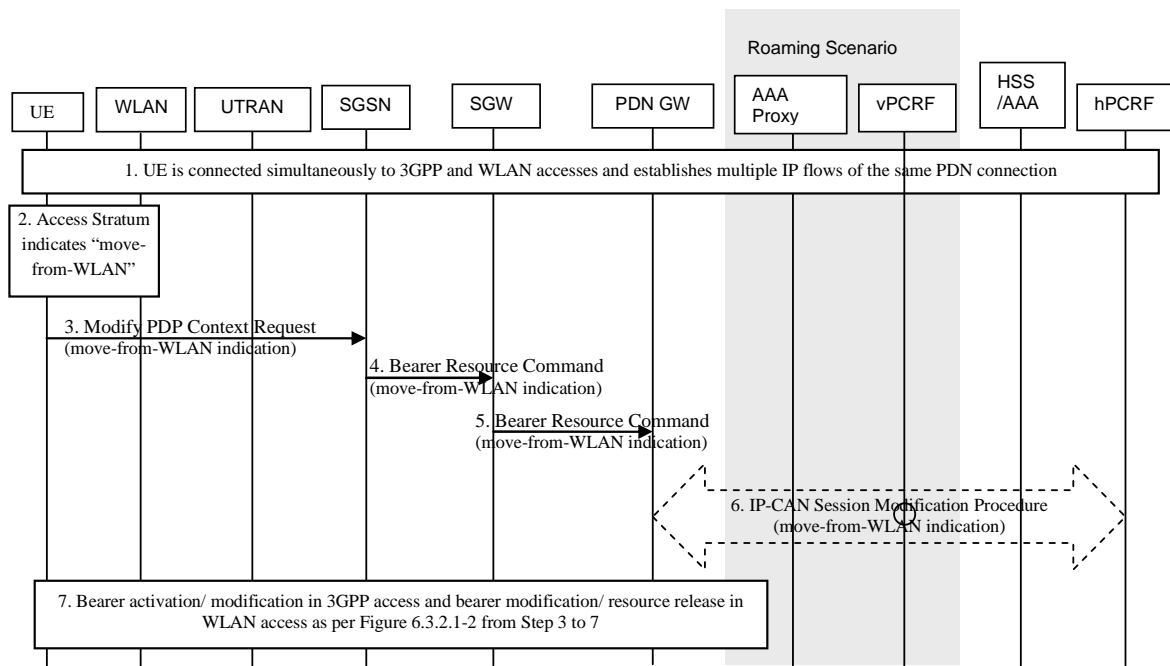 Roaming Scenario
UE
WLAN
UTRAN
SGSN
SGW
PDN GW
AAA
Proxy
vPCRF
HSS
/AAA
hPCRF
1. UE is connected simultaneously to 3GPP and WLAN accesses and establishes multiple IP flows of the same PDN connection
2. Access Stratum
indicates “move-
from-WLAN”
3. Modify PDP Context Request
(move-from-WLAN indication)
4. Bearer Resource Command
(move-from-WLAN indication)
5. Bearer Resource Command
(move-from-WLAN indication)
6. IP-CAN Session Modification Procedure
(move-from-WLAN indication)
7. Bearer activation/ modification in 3GPP access and bearer modification/ resource release in
WLAN access as per Figure 6.3.2.1-2 from Step 3 to 7